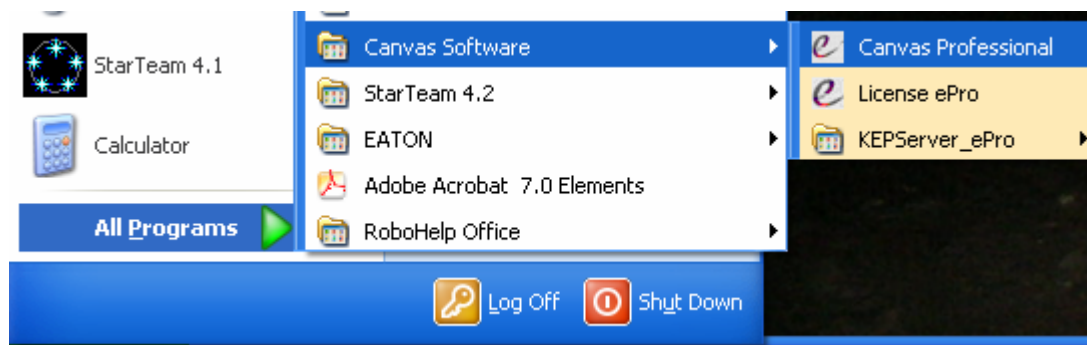 StarTeam 4.1
Calculator
All Programs
Canvas Software
StarTeam 4.2
EATON
Adobe Acrobat 7.0 Elements
RoboHelp Office
Canvas Professional
License ePro
KEPServer_ePro
Log Off
Shut Down